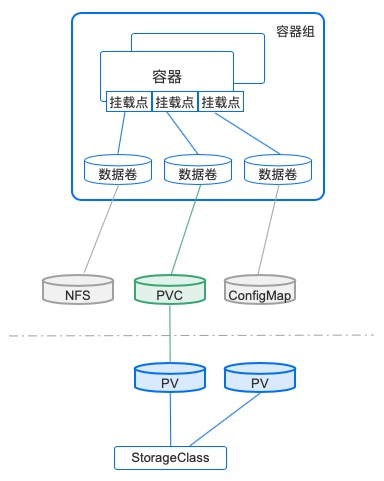 容器组
容器
挂载点 挂载点 挂载点
数据卷 数据卷 数据卷
NFS PVC ConfigMap
PV PV
StorageClass